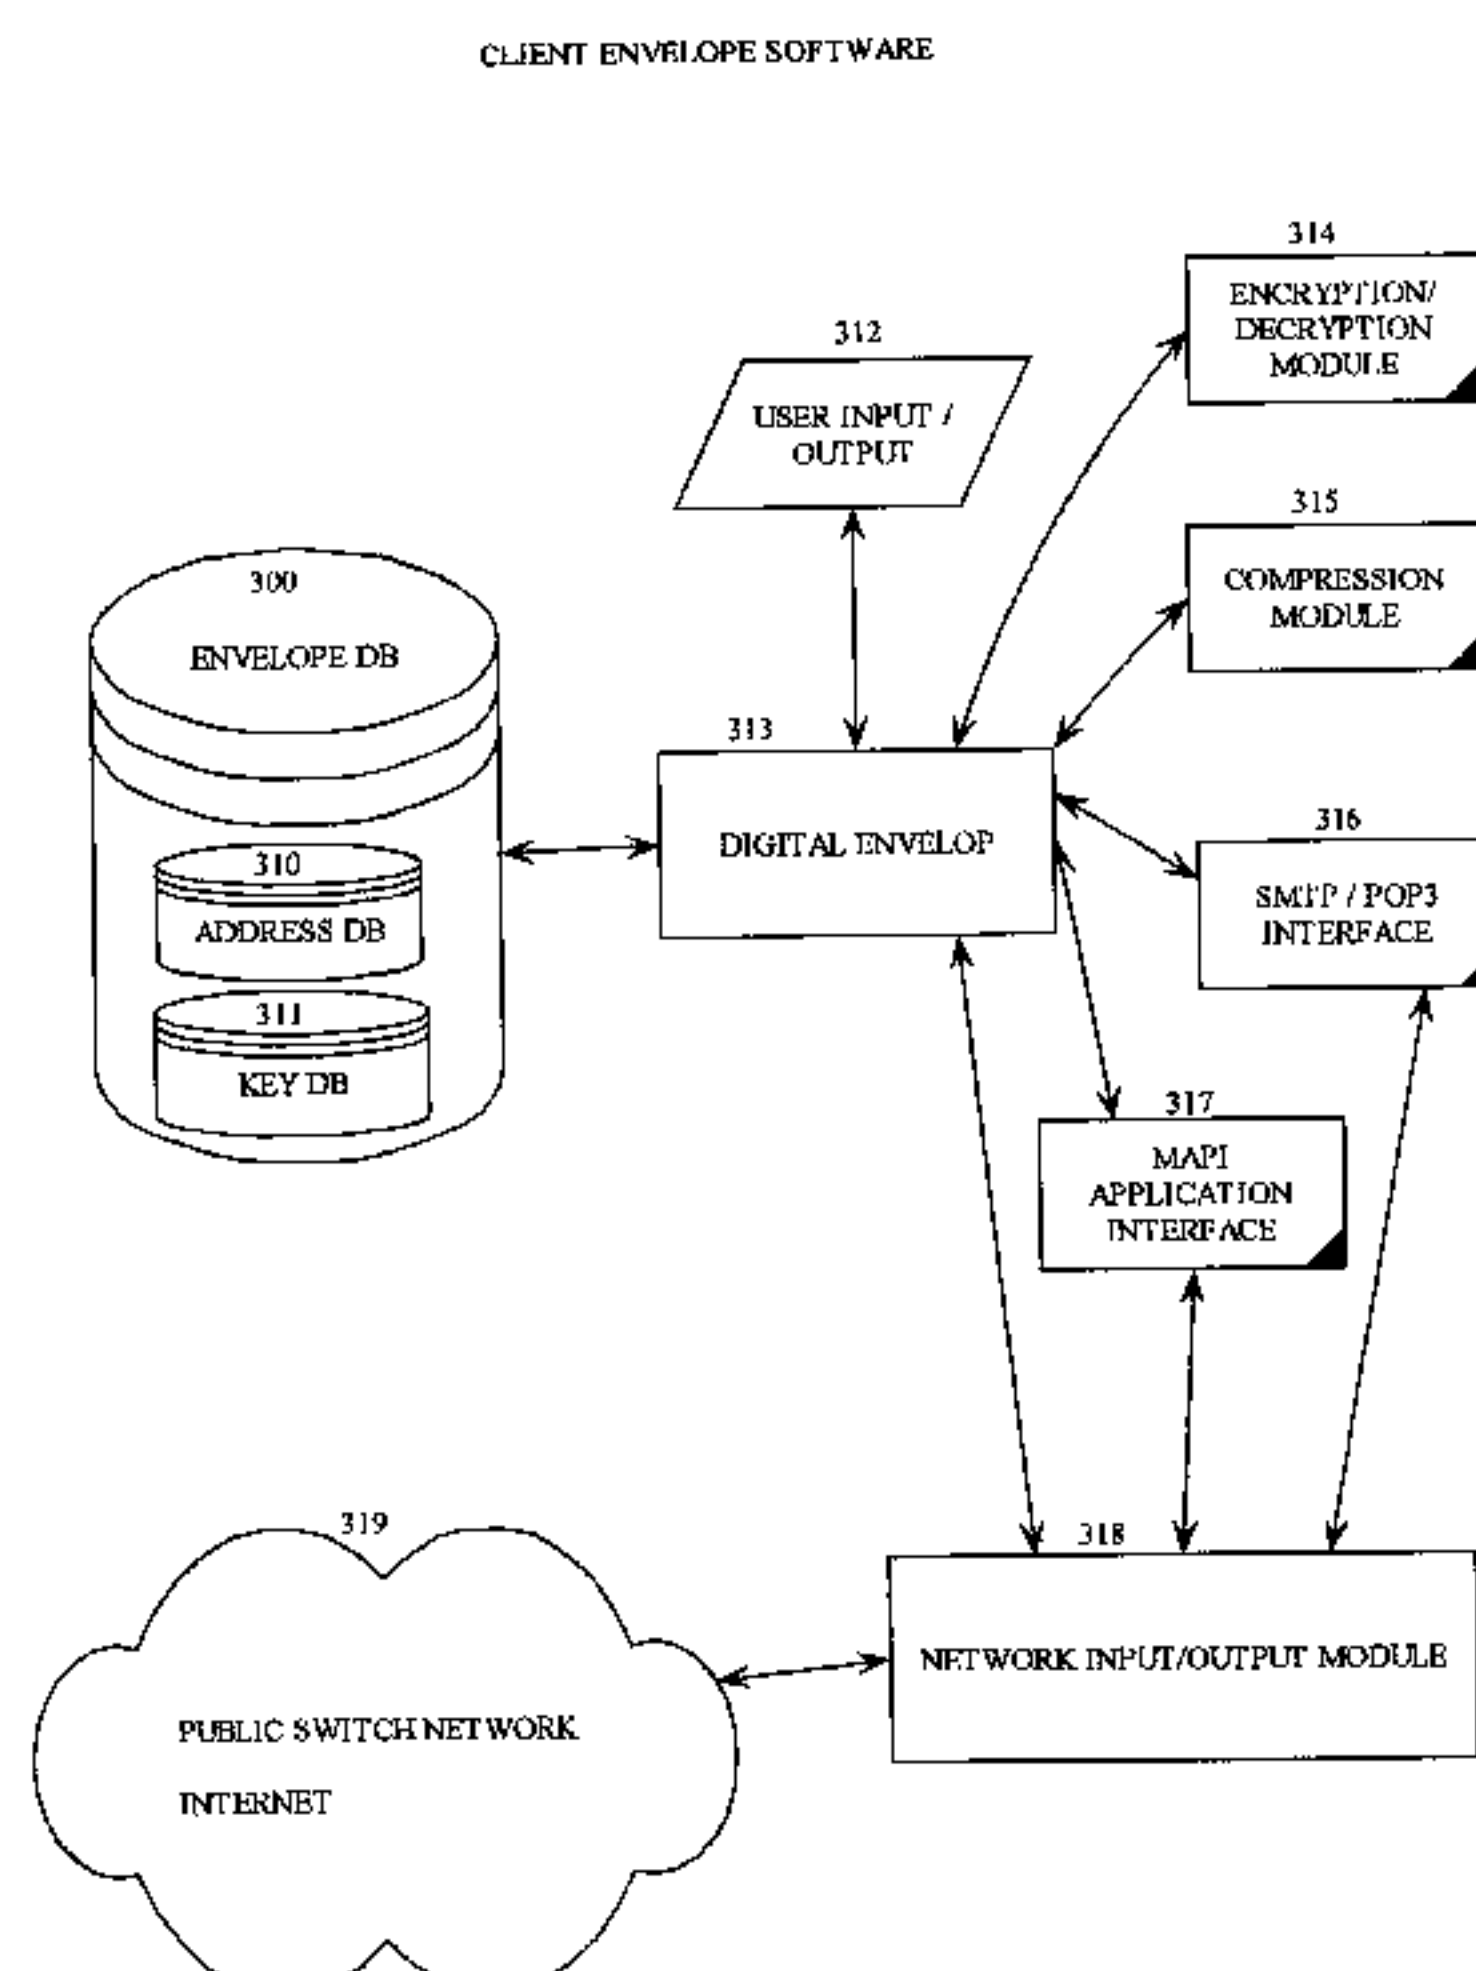 CLIENT ENVELOPE SOFTWARE
314
ENCRYPTION/
DECRYPTION
MODULE
312
USER INPUT /
OUTPUT
315
COMPRESSION
MODULE
300
ENVELOPE DB
313
DIGITAL ENVELOP
316
SMTP / POP3
INTERFACE
310
ADDRESS DB
311
KEY DB
317
MAPI
APPLICATION
INTERFACE
319
318
NETWORK INPUT/OUTPUT MODULE
PUBLIC SWITCH NETWORK
INTERNET